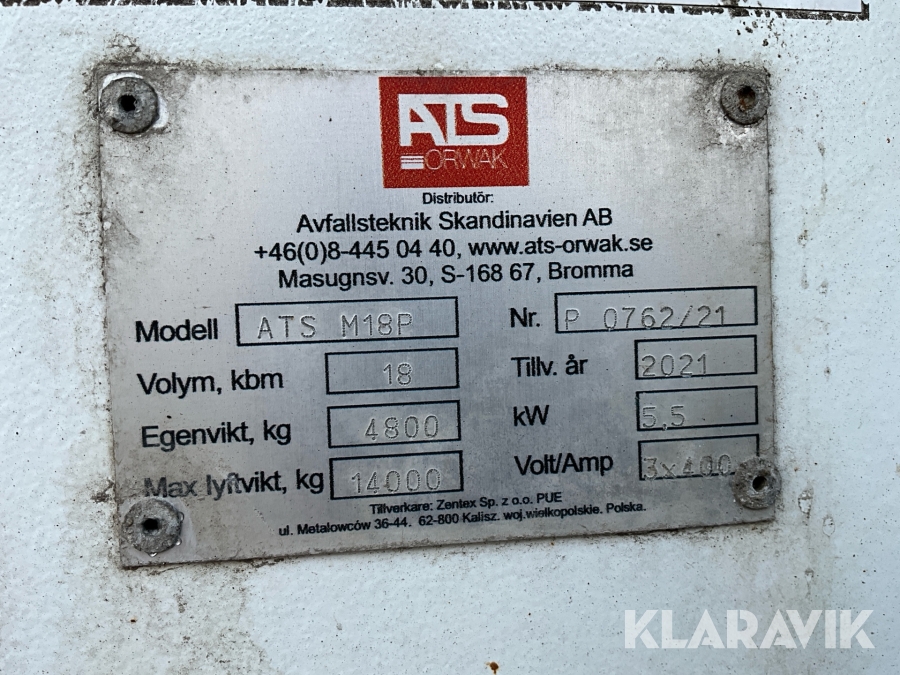 ATS
ORWAK
Distributör:
Avfallsteknik Skandinavien AB
+46(0)8-445 04 40, www.ats-orwak.se
Masugnsv. 30, S-168 67, Bromma
Modell ATS M18P Nr. P 0762/21
Volym, kbm 18 Tillv. år 2021
Egenvikt, kg 4800 kW 5,5
Max lyftvikt, kg 14000 Volt/Amp 3x400
Tillverkare: Zentex Sp. z o.o. PUE
ul. Metalowców 36-44. 62-800 Kalisz. woj.wielkopolskie. Polska.
KLARAVIK